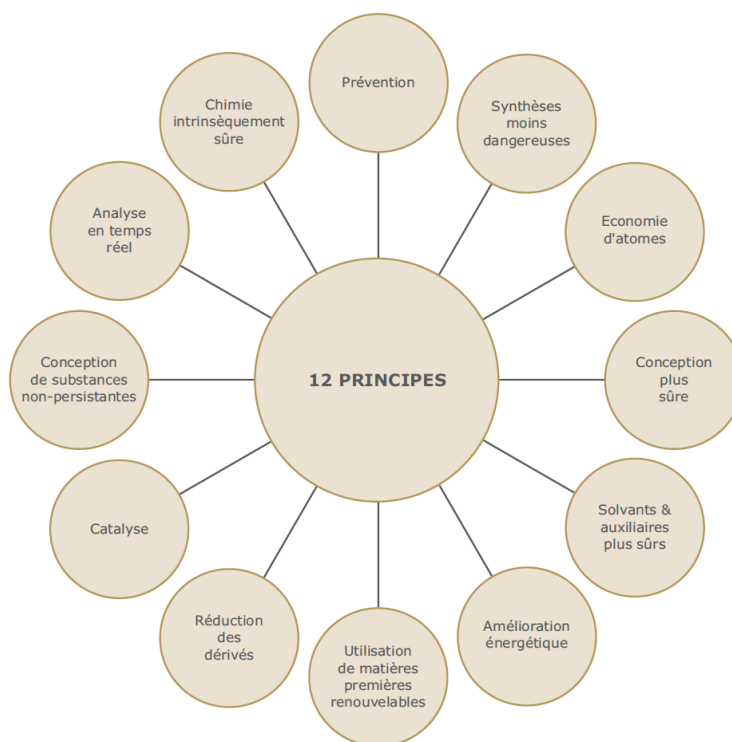 Prévention
Synthèses
moins
dangereuses
Economie
d'atomes
Conception
plus
sûre
Solvants &
auxiliaires
plus sûrs
Amélioration
énergétique
Utilisation
de matières
premières
renouvelables
Réduction
des
dérivés
Catalyse
Conception
de substances
non-persistantes
Analyse
en temps
réel
Chimie
intrinsèquement
sûre
12 PRINCIPES